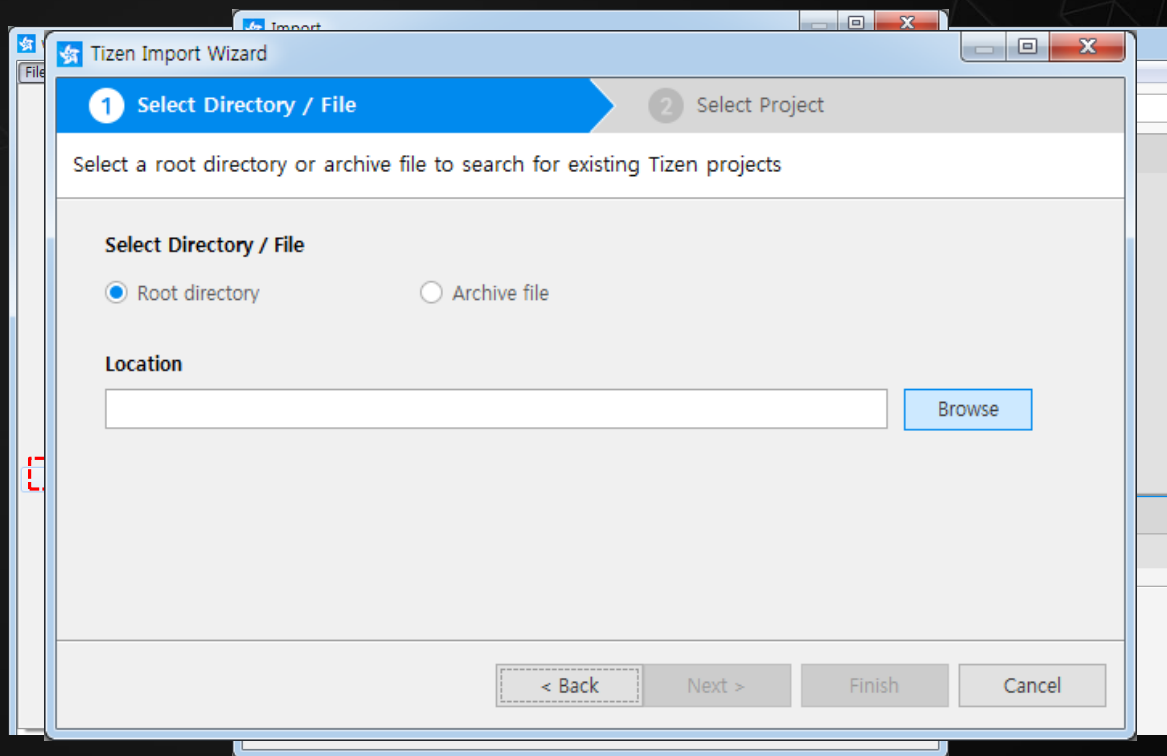 Import
File
Tizen Import Wizard
1 Select Directory / File
2 Select Project
Select a root directory or archive file to search for existing Tizen projects
Select Directory / File
Root directory
Archive file
Location
Browse
< Back
Next >
Finish
Cancel